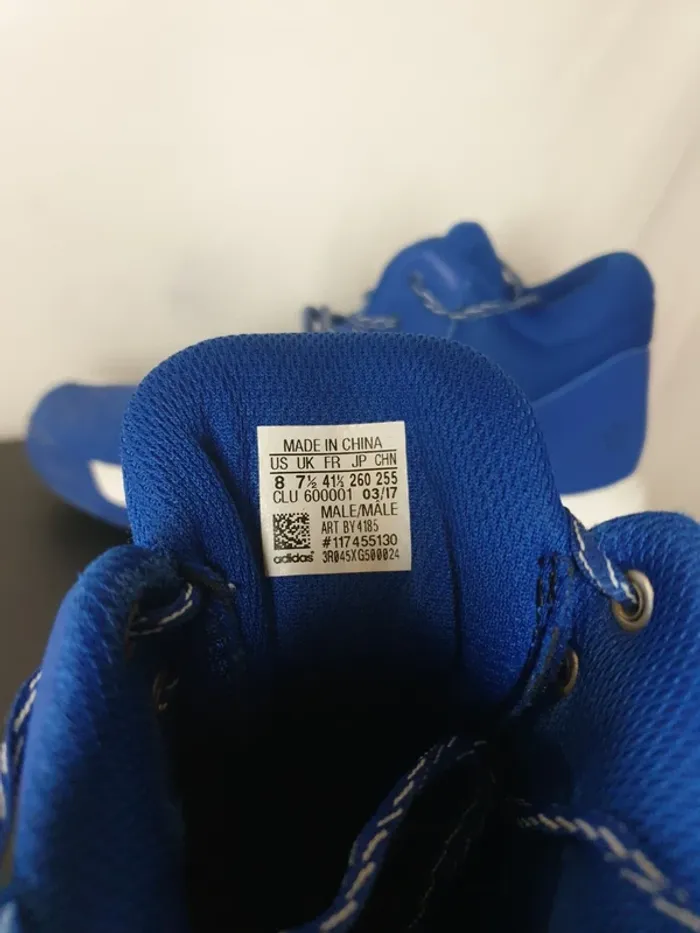 MADE IN CHINA
US UK FR JP CHN
8 7½ 41⅓ 260 255
CLU 600001 03/17
MALE/MALE
ART BY4185
#117455130
adidas® 3R045XG500024